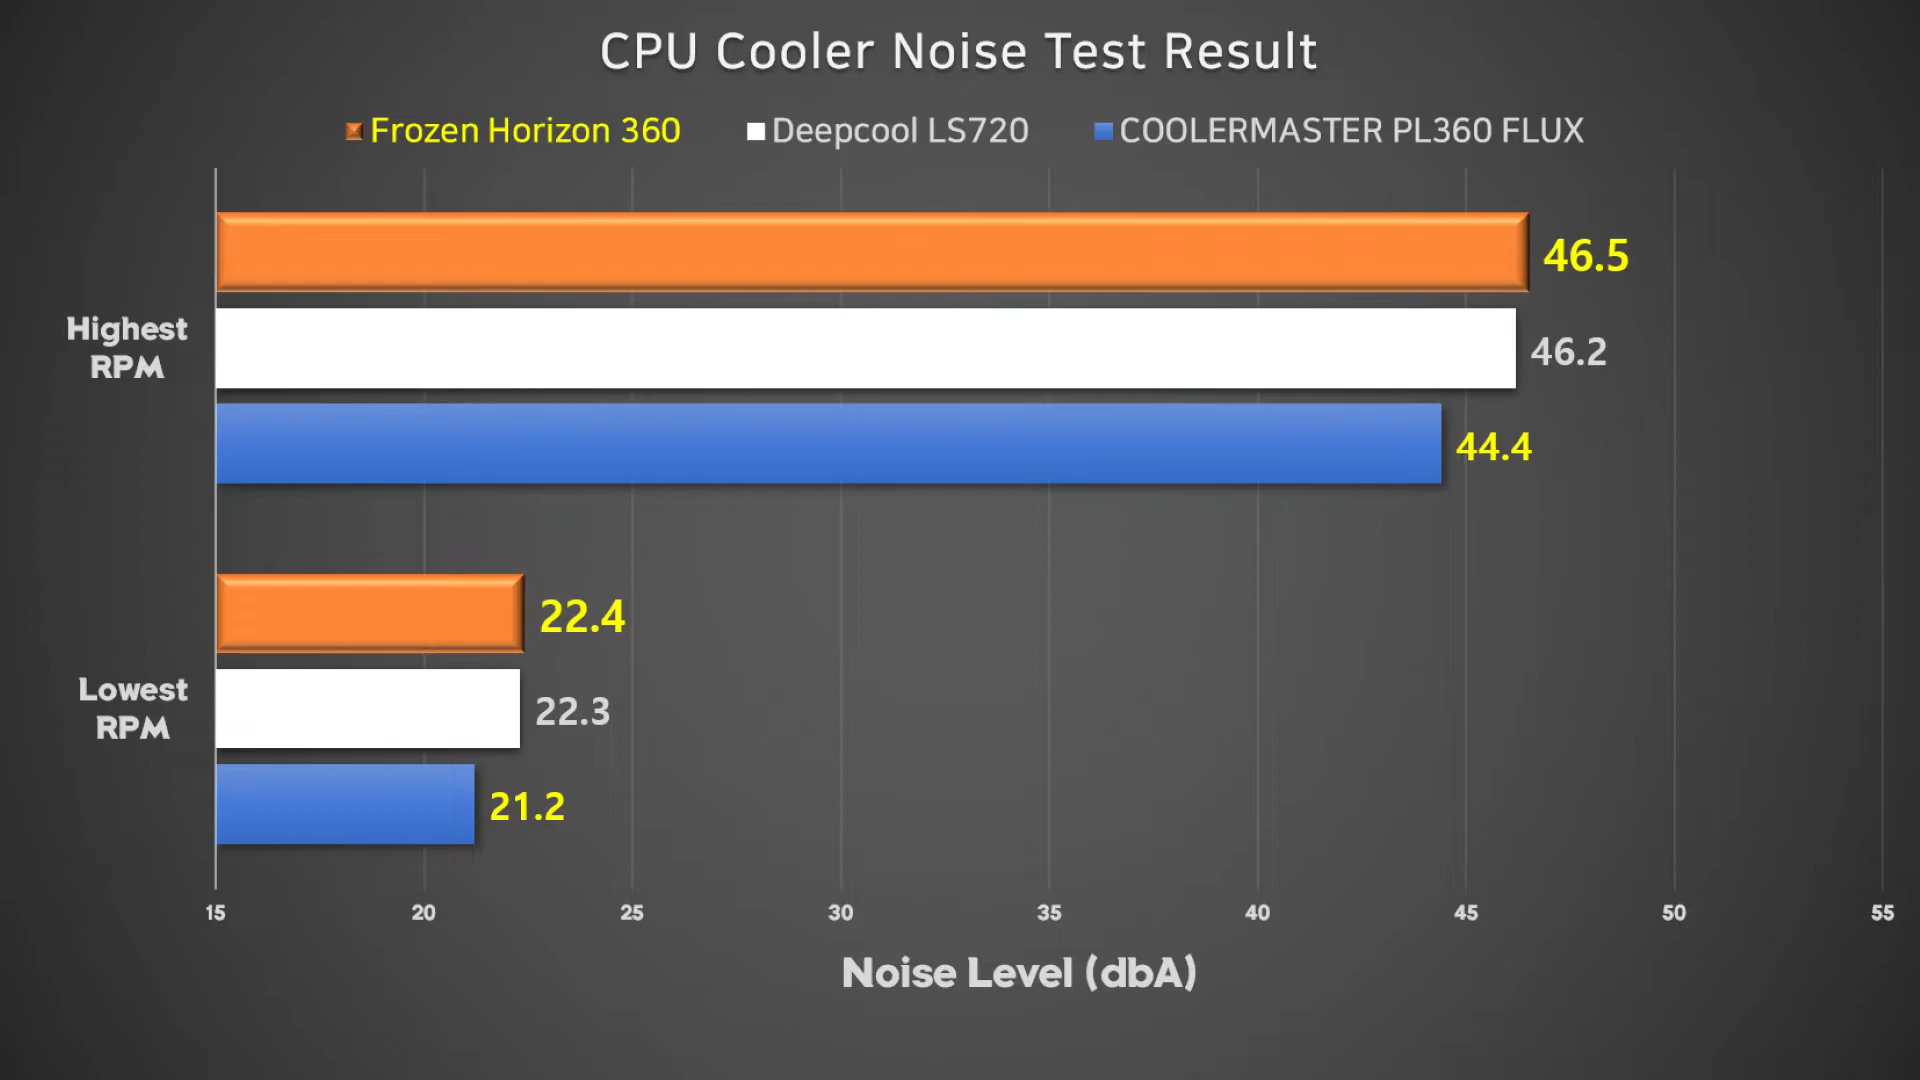 CPU Cooler Noise Test Result
Frozen Horizon 360 Deepcool LS720 COOLERMASTER PL360 FLUX
46.5
Highest
RPM
46.2
44.4
22.4
Lowest
RPM
22.3
21.2
15 20 25 30 35 40 45 50 55
Noise Level (dbA)